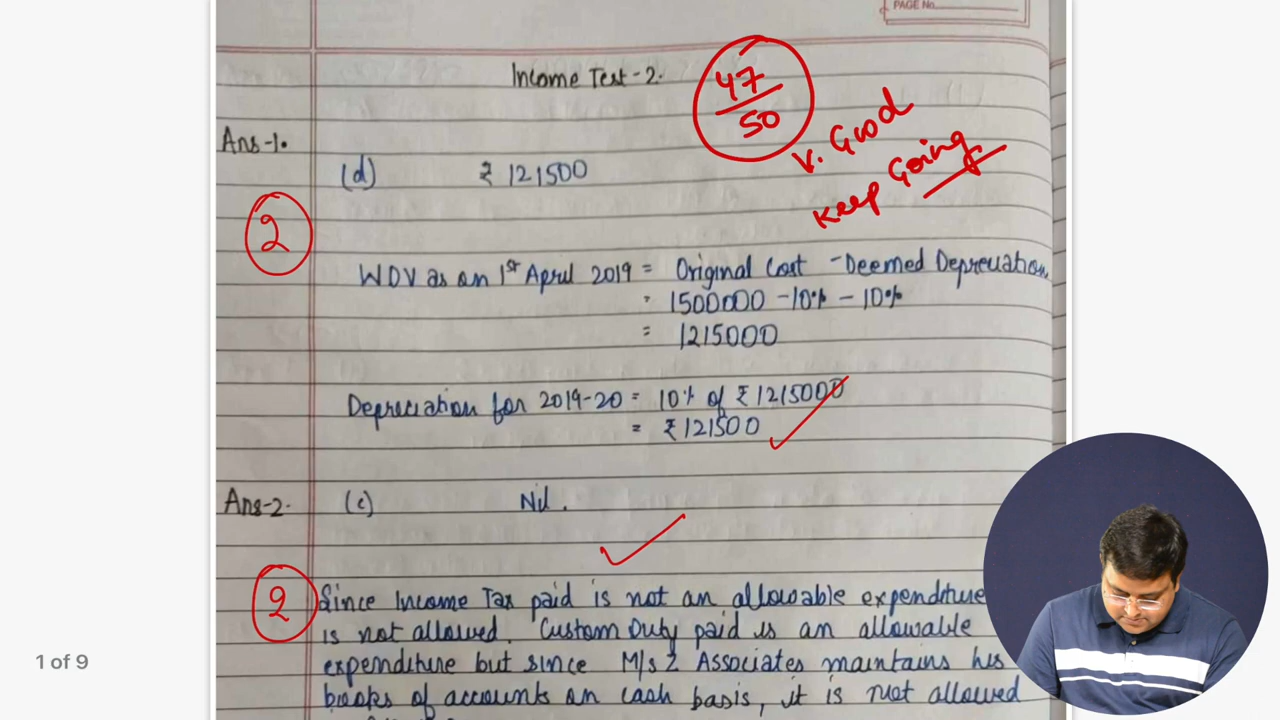 PAGE No.
Income Test-2.
47
50
V. Good
Keep Going
Ans-1.
(d) ₹ 121500
2
WDV as on 1st April 2019 = Original Cost - Deemed Depreciation
= 1500000 - 10% - 10%
= 1215000
Depreciation for 2019-20 = 10% of ₹ 1215000
= ₹ 121500
Ans-2. (c) Nil.
2
Since Income Tax paid is not an allowable expenditure
is not allowed. Custom Duty paid is an allowable
expenditure but since M/s Z Associates maintains his
books of accounts on cash basis, it is not allowed
1 of 9